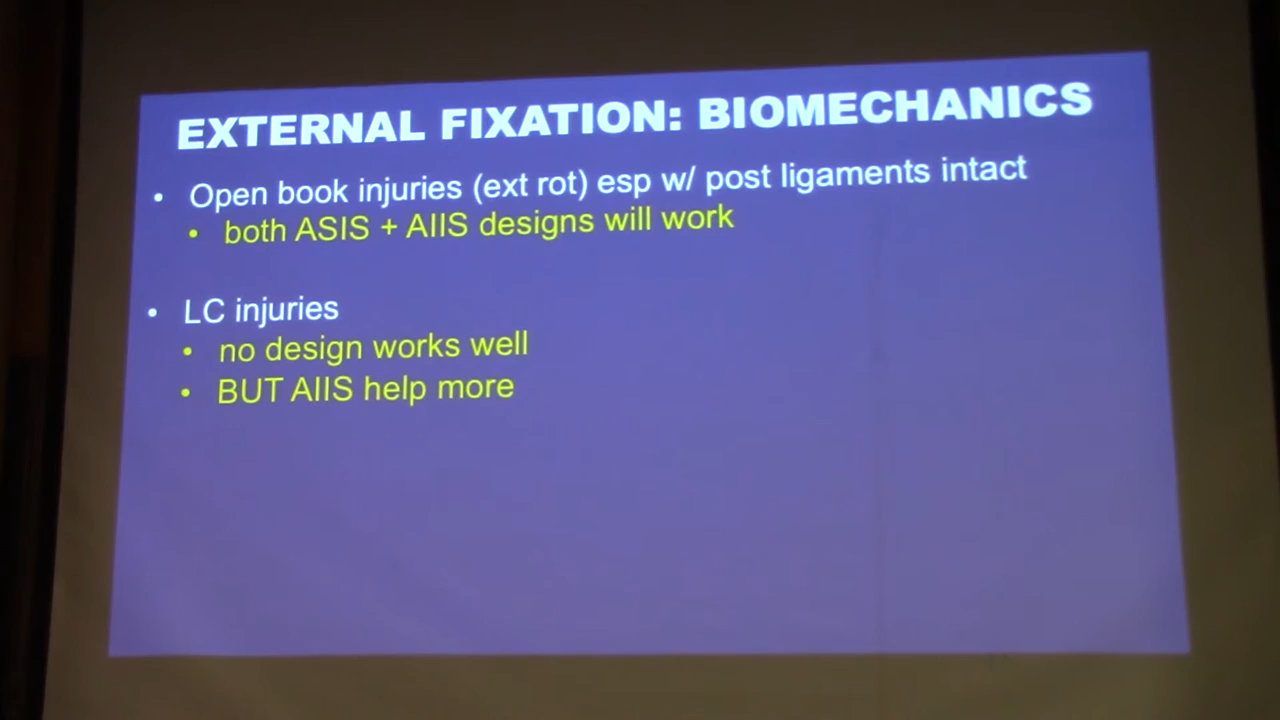 EXTERNAL FIXATION: BIOMECHANICS
• Open book injuries (ext rot) esp w/ post ligaments intact
• both ASIS + AIIS designs will work
• LC injuries
• no design works well
• BUT AIIS help more